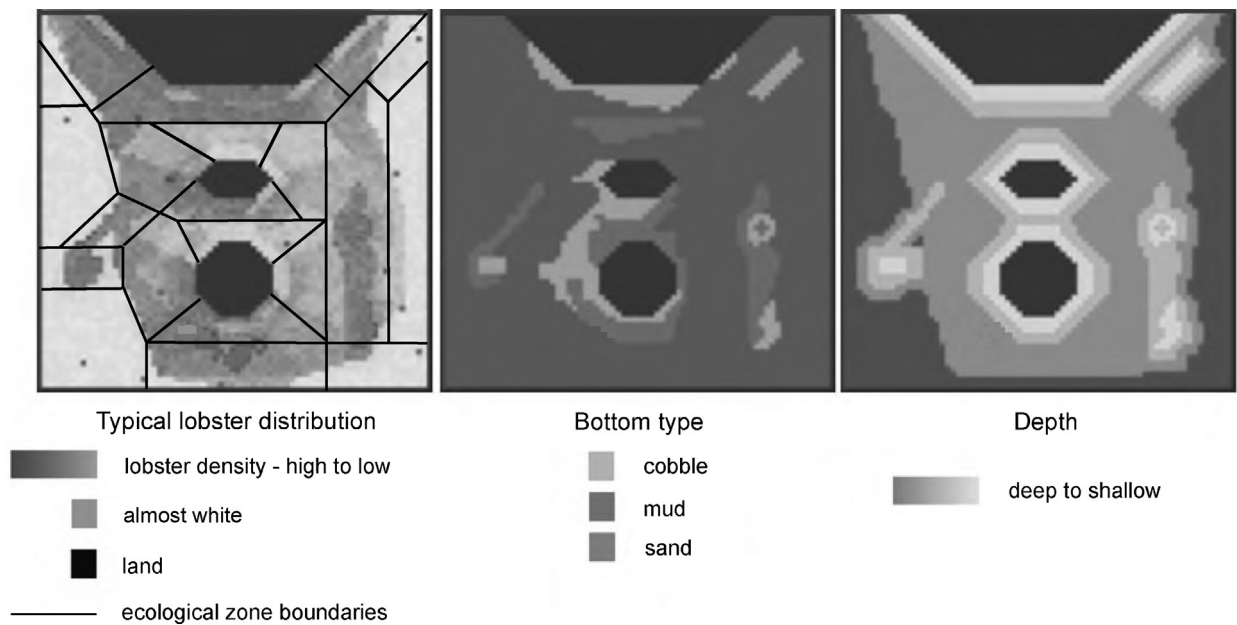 Typical lobster distribution
lobster density - high to low
almost white
land
ecological zone boundaries
Bottom type
cobble
mud
sand
Depth
deep to shallow